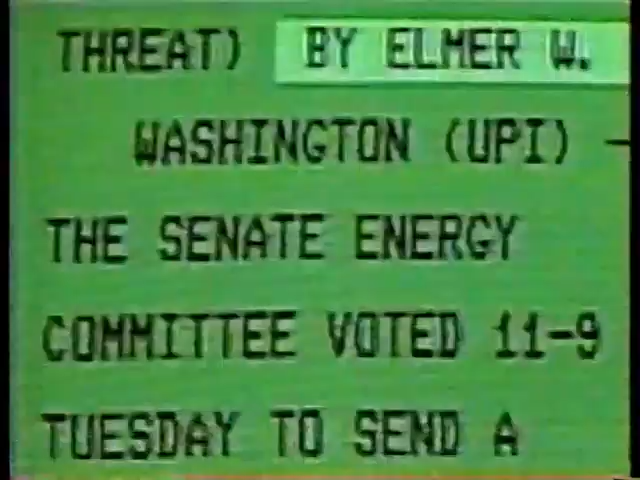 THREAT) BY ELMER W.
WASHINGTON (UPI) –
THE SENATE ENERGY
COMMITTEE VOTED 11-9
TUESDAY TO SEND A